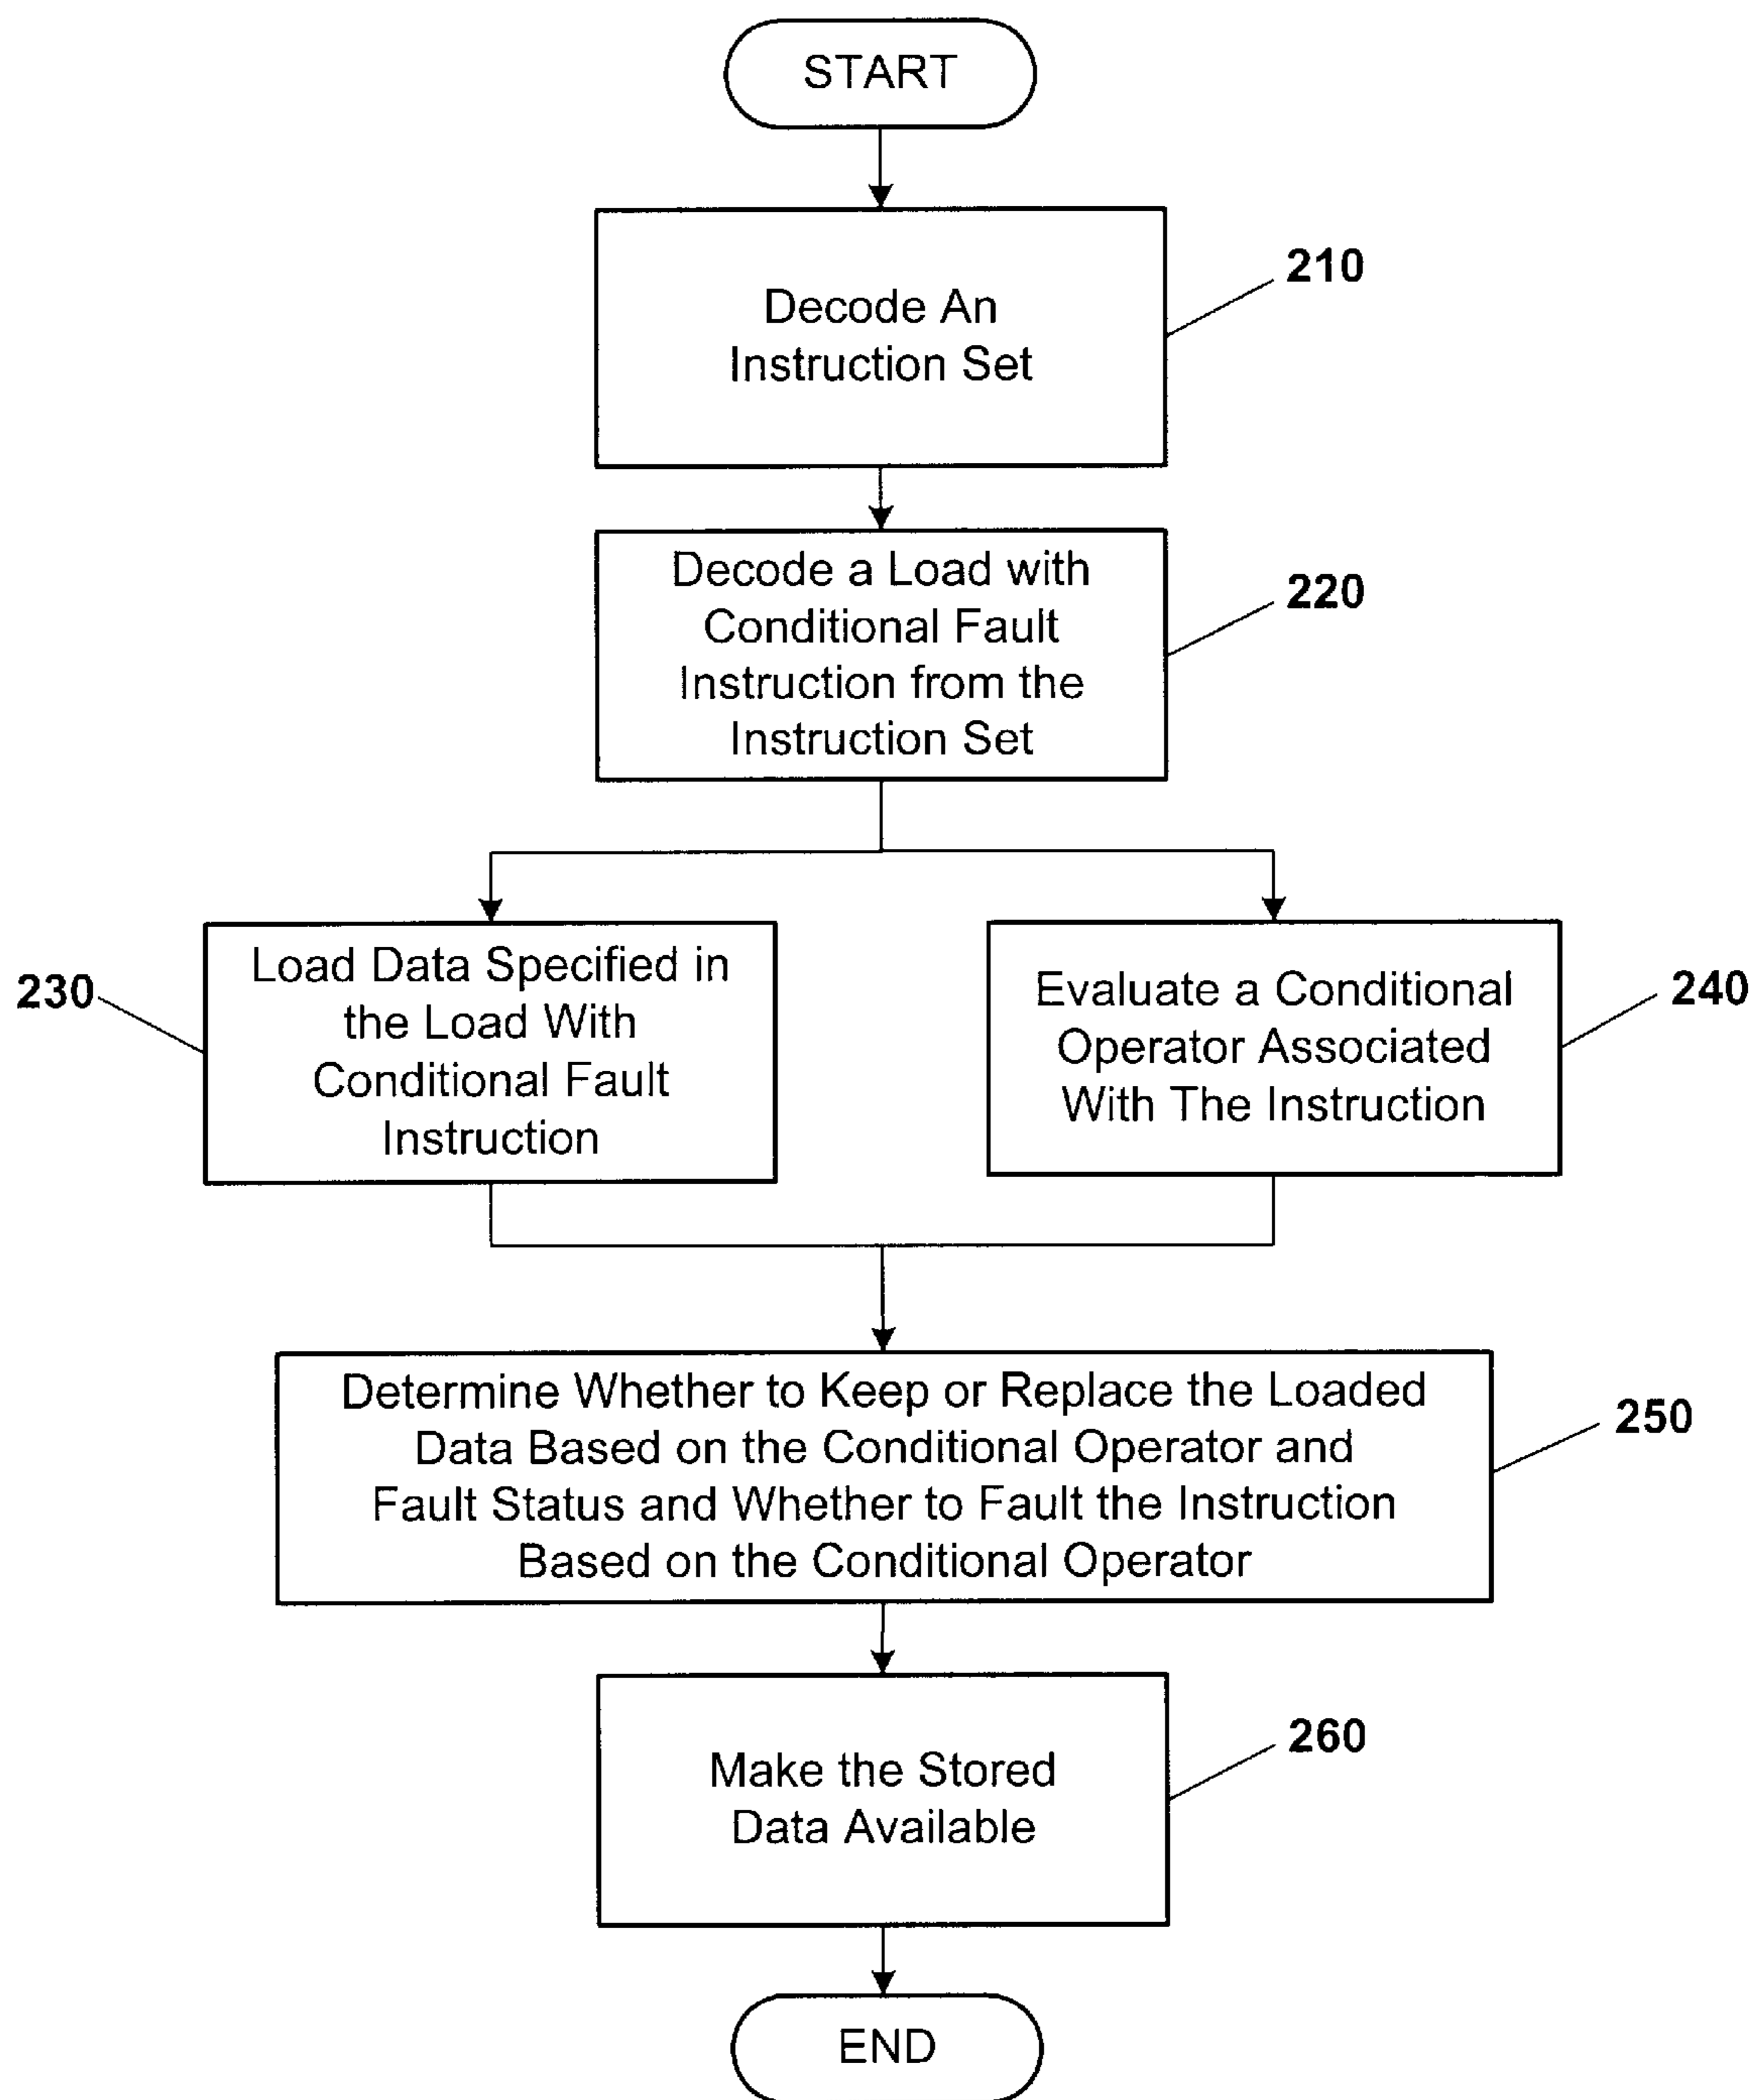 START
Decode An
Instruction Set
210
Decode a Load with
Conditional Fault
Instruction from the
Instruction Set
220
230
Load Data Specified in
the Load With
Conditional Fault
Instruction
Evaluate a Conditional
Operator Associated
With The Instruction
240
Determine Whether to Keep or Replace the Loaded
Data Based on the Conditional Operator and
Fault Status and Whether to Fault the Instruction
Based on the Conditional Operator
250
Make the Stored
Data Available
260
END